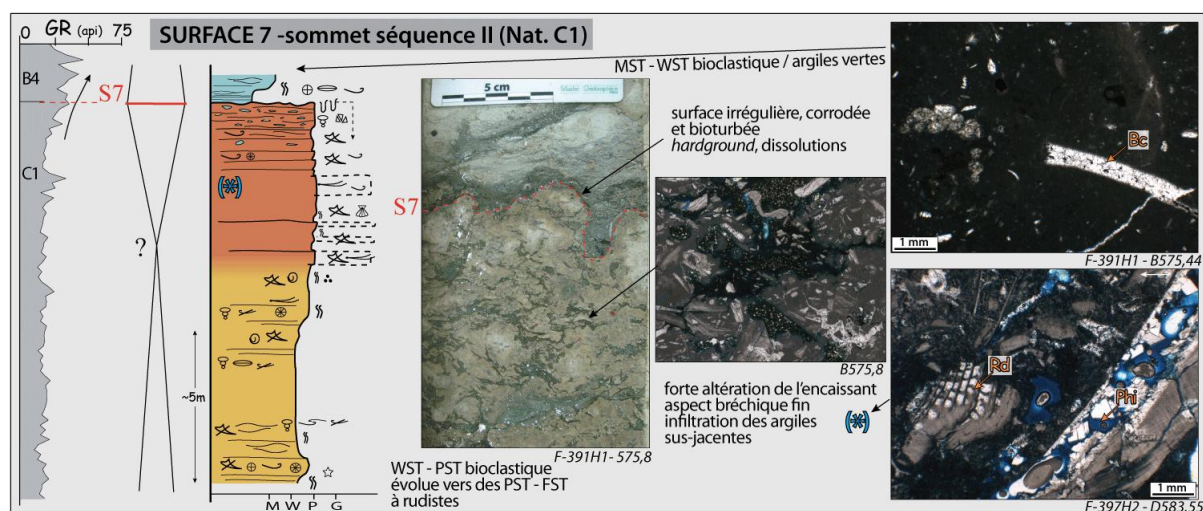 0 GR (api) 75
SURFACE 7 -sommet séquence II (Nat. C1)
B4
S7
C1
?
~5m
M W P G
MST - WST bioclastique / argiles vertes
5 cm
S7
surface irrégulière, corrodée
et bioturbée
hardground, dissolutions
F-391H1- 575,8
WST - PST bioclastique
évolue vers des PST - FST
à rudistes
B575,8
forte altération de l'encaissant
aspect bréchique fin
infiltration des argiles
sus-jacentes
(*)
(*)
Bc
1 mm
F-391H1 - B575,44
Rd
Phi
1 mm
F-397H2 - D583,55